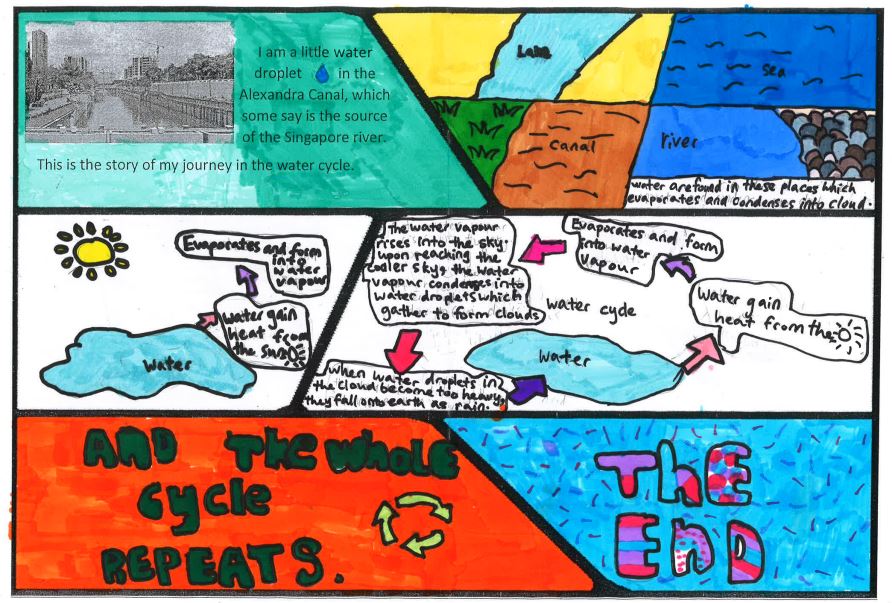 I am a little water
droplet in the
Alexandra Canal, which
some say is the source
of the Singapore river.
This is the story of my journey in the water cycle.
Lake
Sea
Canal
river
water are found in these places which
evaporates and condenses into cloud.
Evaporates and form
into
water
vapour
water gain
heat from
the sun
Water
The water vapour
rises into the sky.
upon reaching the
cooler sky, the water
vapour condenses into
water droplets which
gather to form clouds
Evaporates and form
into water
vapour
water cycle
Water gain
heat from the
Water
When water droplets in
the cloud become too heavy,
they fall onto earth as rain.
AND THE WHOLE
Cycle
REPEATS.
ThE
EnD